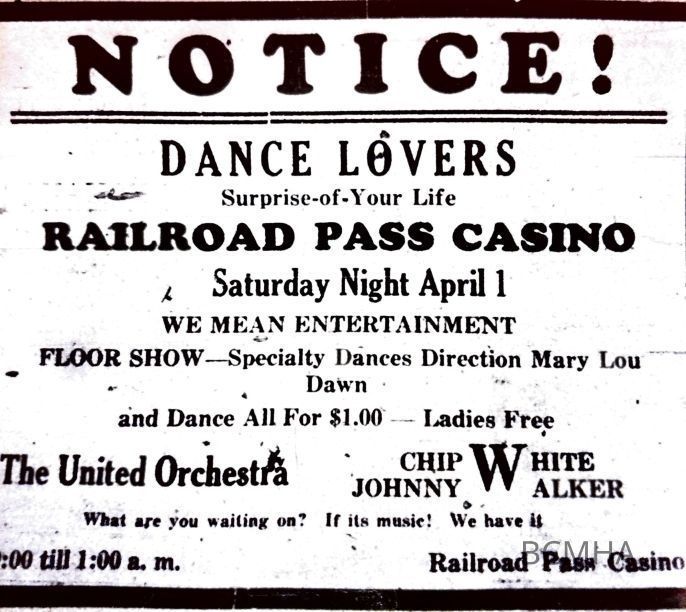 NOTICE!
DANCE LOVERS
Surprise-of-Your Life
RAILROAD PASS CASINO
Saturday Night April 1
WE MEAN ENTERTAINMENT
FLOOR SHOW—Specialty Dances Direction Mary Lou
Dawn
and Dance All For $1.00 — Ladies Free
The United Orchestra
CHIP WHITE
JOHNNY WALKER
What are you waiting on? If its music! We have it
:00 till 1:00 a. m.
Railroad Pass Casino
BCMHA